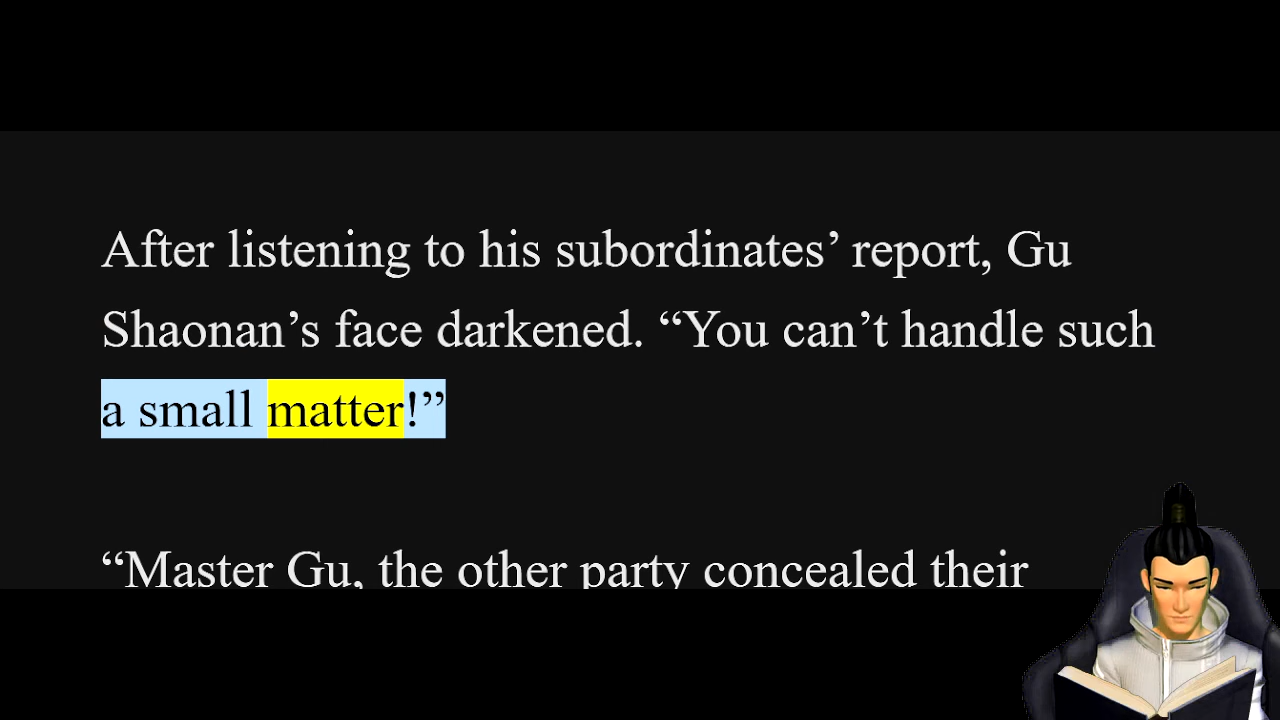 After listening to his subordinates’ report, Gu
Shaonan’s face darkened. “You can’t handle such
a small matter!”
“Master Gu, the other party concealed their